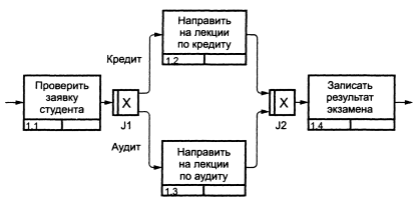 Направить
на лекции
по кредиту
1.2
Кредит
Проверить
заявку
студента
1.1
X
J1
X
J2
Записать
результат
экзамена
1.4
Аудит
Направить
на лекции
по аудиту
1.3